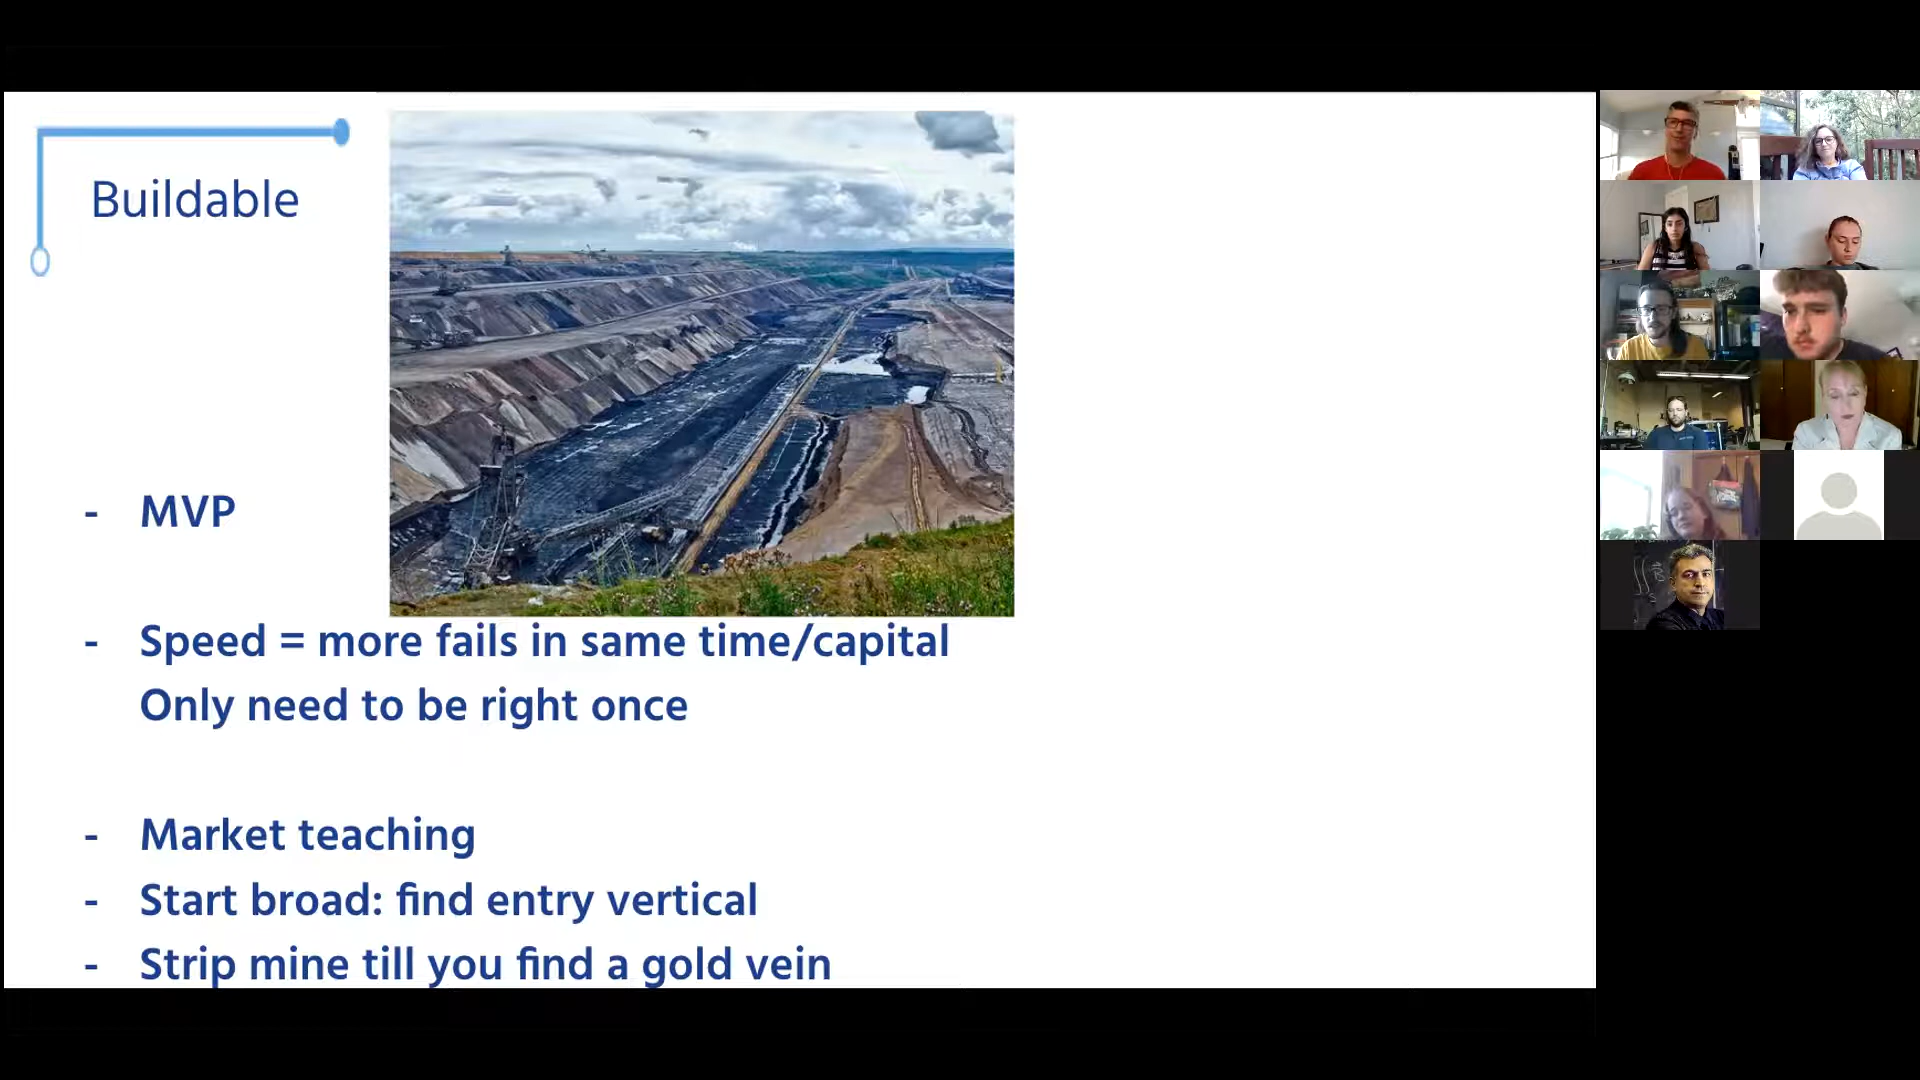 Buildable
- MVP
- Speed = more fails in same time/capital
Only need to be right once
- Market teaching
- Start broad: find entry vertical
- Strip mine till you find a gold vein